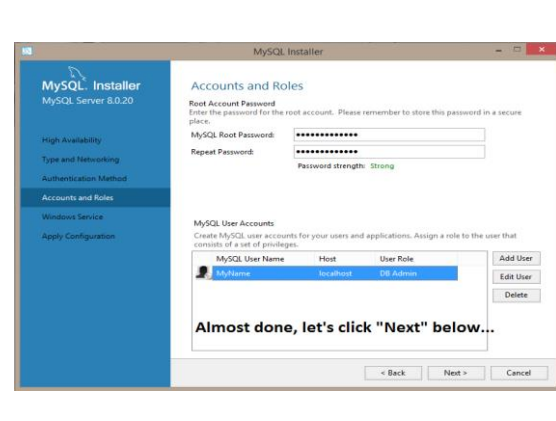 MySQL Installer
MySQL. Installer
MySQL Server 8.0.20
High Availability
Type and Networking
Authentication Method
Accounts and Roles
Windows Service
Apply Configuration
Accounts and Roles
Root Account Password
Enter the password for the root account. Please remember to store this password in a secure
place.
MySQL Root Password: ••••••••••••••
Repeat Password: ••••••••••••••
Password strength: Strong
MySQL User Accounts
Create MySQL user accounts for your users and applications. Assign a role to the user that
consists of a set of privileges.
MySQL User Name Host User Role
MyName localhost DB Admin
Add User
Edit User
Delete
Almost done, let's click "Next" below...
< Back Next > Cancel